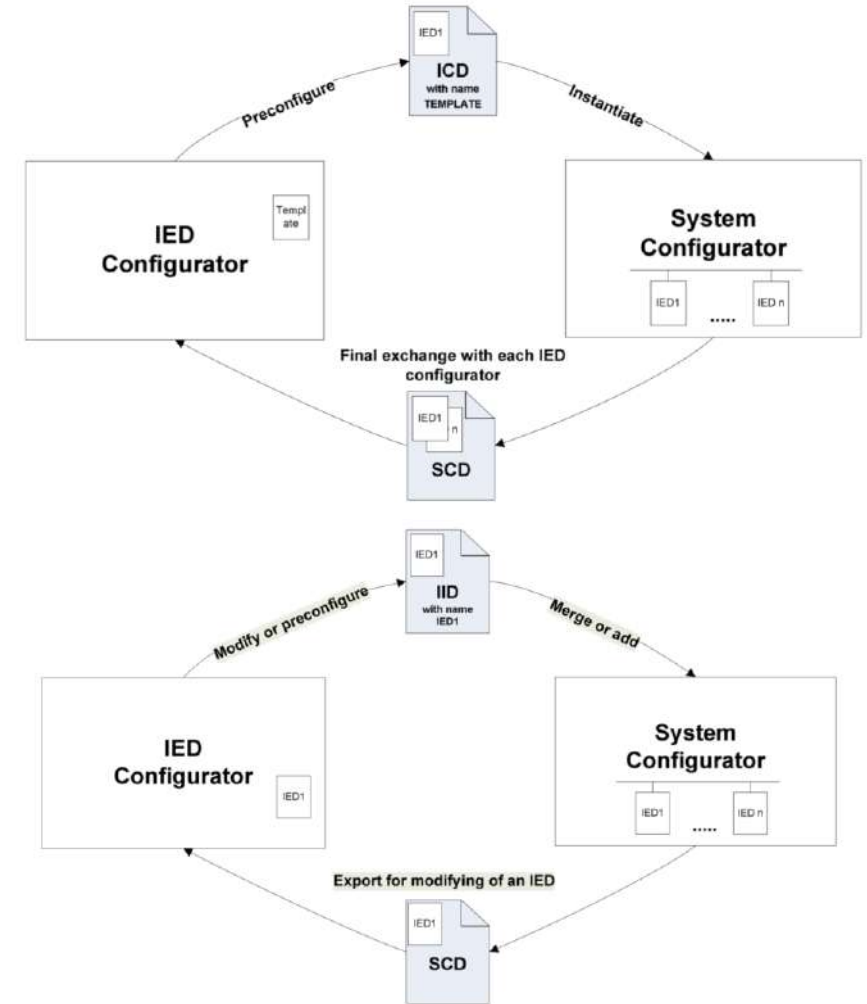 IED1
ICD
with name
TEMPLATE
Preconfigure
Instantiate
IED
Configurator
Templ
ate
System
Configurator
IED1
.....
IED n
Final exchange with each IED
configurator
IED1
n
SCD
IED1
IID
with name
IED1
Modify or preconfigure
Merge or add
IED
Configurator
IED1
System
Configurator
IED1
.....
IED n
Export for modifying of an IED
IED1
SCD